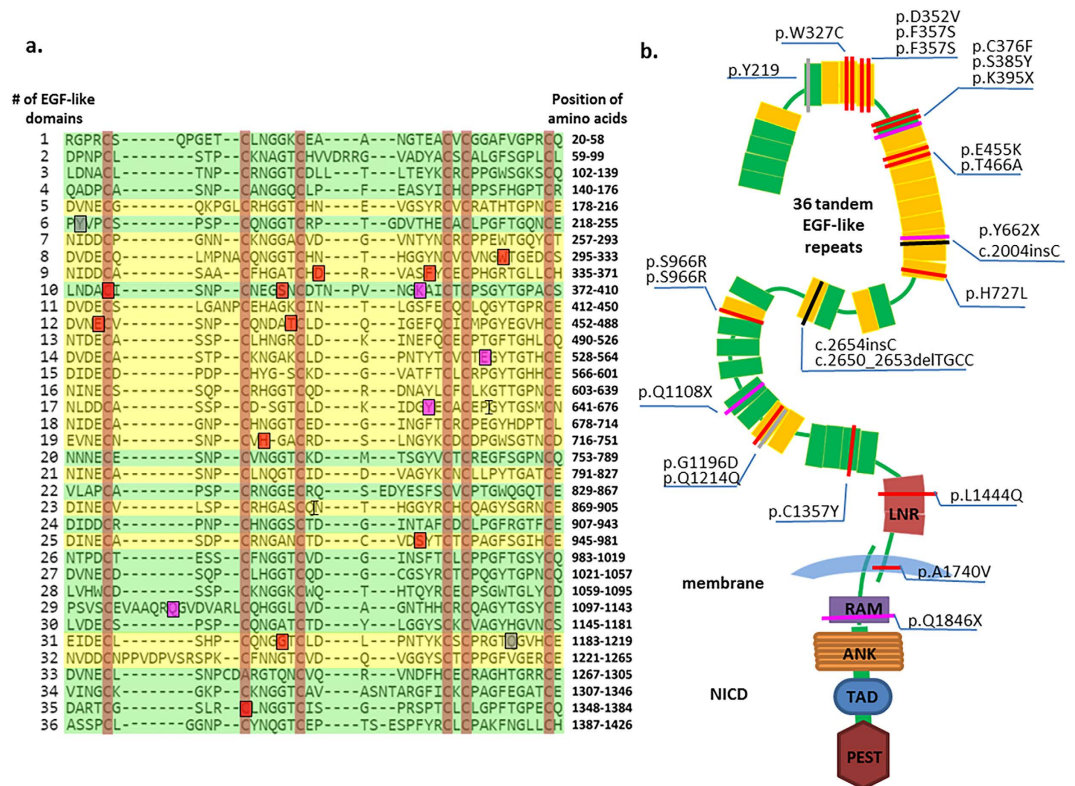 a.
# of EGF-like
domains
Position of
amino acids
1 RGPRCS------QPGET--CLNGGKCEA----A---NGTEACVCGGAFVGPRCQ 20-58
2 DPNPCL--------STP--CKNAGTCHVVDRRG---VADYACSCALGFSGPLCL 59-99
3 LDNACL--------TNP--CRNGGTCDLL---T---LTEYKCRCPPGWSGKSCQ 102-139
4 QADPCA--------SNP--CANGGQCLP----F---EASYICHCPPSFHGPTCR 140-176
5 DVNECG-------QKPGLCRHGGTCHN-----E---VGSYRCVCRATHTGPNCE 178-216
6 PYVPCS--------PSP--CQNGGTCRP----T---GDVTHECACLPGFTGQNCE 218-255
7 NIDDCP--------GNN--CKNGGACVD----G---VNTYNCRCPPEWTGQYCT 257-293
8 DVDECQ-------LMPNACQNGGTCHN-----T---HGGYNCVCVNGWTGEDCS 295-333
9 NIDDCA--------SAA--CFHGATCHD----R---VASFYCECPHGRTGLLCH 335-371
10 LNDACI--------SNP--CNEGSNCDTN--PV---NGKAICTCPSGYTGPACS 372-410
11 DVDECS-------LGANPCEHAGKCIN-----T---LGSFECQCLQGYTGPRCE 412-450
12 DVNECV--------SNP--CQNDATCLD----Q---IGEFQCICMPGYEGVHCE 452-488
13 NTDECA--------SSP--CLHNGRCLD----K---INEFQCECPTGFTGHLCQ 490-526
14 DVDECA--------STP--CKNGAKCLD----G---PNTYTCVCTEGYTGTHCE 528-564
15 DIDECD--------PDP--CHYG-SCKD----G---VATFTCLCRPGYTGHHCE 566-601
16 NINECS--------SQP--CRHGGTCQD----R---DNAYLCFCLKGTTGPNCE 603-639
17 NLDDCA--------SSP--CD-SGTCLD----K---IDGYECACEPGYTGSMCN 641-676
18 NIDECA--------GNP--CHNGGTCED----G---INGFTCRCPEGYHDPTCL 678-714
19 EVNECN--------SNP--CVH-GACRD----S---LNGYKCDCDPGWSGTNCD 716-751
20 NNNECE--------SNP--CVNGGTCKD----M---TSGYVCTCREGFSGPNCQ 753-789
21 NINECA--------SNP--CLNQGTCID----D---VAGYKCNCLLPYTGATCE 791-827
22 VLAPCA--------PSP--CRNGGECRQ----S--EDYESFSCVCPTGWQGQTCE 829-867
23 DINECV--------LSP--CRHGASCQN----T---HGGYRCHCQAGYSGRNCE 869-905
24 DIDDCR--------PNP--CHNGGSCTD----G---INTAFCDCLPGFRGTFCE 907-943
25 DINECA--------SDP--CRNGANCTD----C---VDSYTCTCPAGFSGIHCE 945-981
26 NTPDCT--------ESS--CFNGGTCVD----G---INSFTCLCPPGFTGSYCQ 983-1019
27 DVNECD--------SQP--CLHGGTCQD----G---CGSYRCTCPQGYTGPNCQ 1021-1057
28 LVHWCD--------SSP--CKNGGKCWQ----T---HTQYRCECPSGWTGLYCD 1059-1095
29 PSVSCEVAAQRQGVDVARLCQHGGLCVD----A---GNTHHCRCQAGYTGSYCE 1097-1143
30 LVDECS--------PSP--CQNGATCTD----Y---LGGYSCKCVAGYHGVNCS 1145-1181
31 EIDECL--------SHP--CQNGGTCLD----L---PNTYKCSCPRGTQGVHCE 1183-1219
32 NVDDCNPPVDPVSRSPK--CFNNGTCVD----Q---VGGYSCTCPPGFVGERCE 1221-1265
33 DVNECL-----SNPCDARGTQNCVQ-------R---VNDFHCECRAGHTGRRCE 1267-1305
34 VINGCK--------GKP--CKNGGTCAV----ASNTARGFICKCPAGFEGATCE 1307-1346
35 DARTCG--------SLR--CLNGGTCIS----G---PRSPTCLCLGPFTGPECQ 1348-1384
36 ASSPCL-------GGNP--CYNQGTCEP----TS-ESPFYRCLCPAKFNGLLCH 1387-1426
b.
p.D352V
p.F357S
p.F357S
p.W327C
p.C376F
p.S385Y
p.K395X
p.Y219
p.E455K
p.T466A
36 tandem
EGF-like
repeats
p.Y662X
c.2004insC
p.S966R
p.S966R
p.H727L
c.2654insC
c.2650_2653delTGCC
p.Q1108X
p.G1196D
p.Q1214Q
p.C1357Y
p.L1444Q
LNR
membrane
p.A1740V
RAM
p.Q1846X
ANK
NICD
TAD
PEST